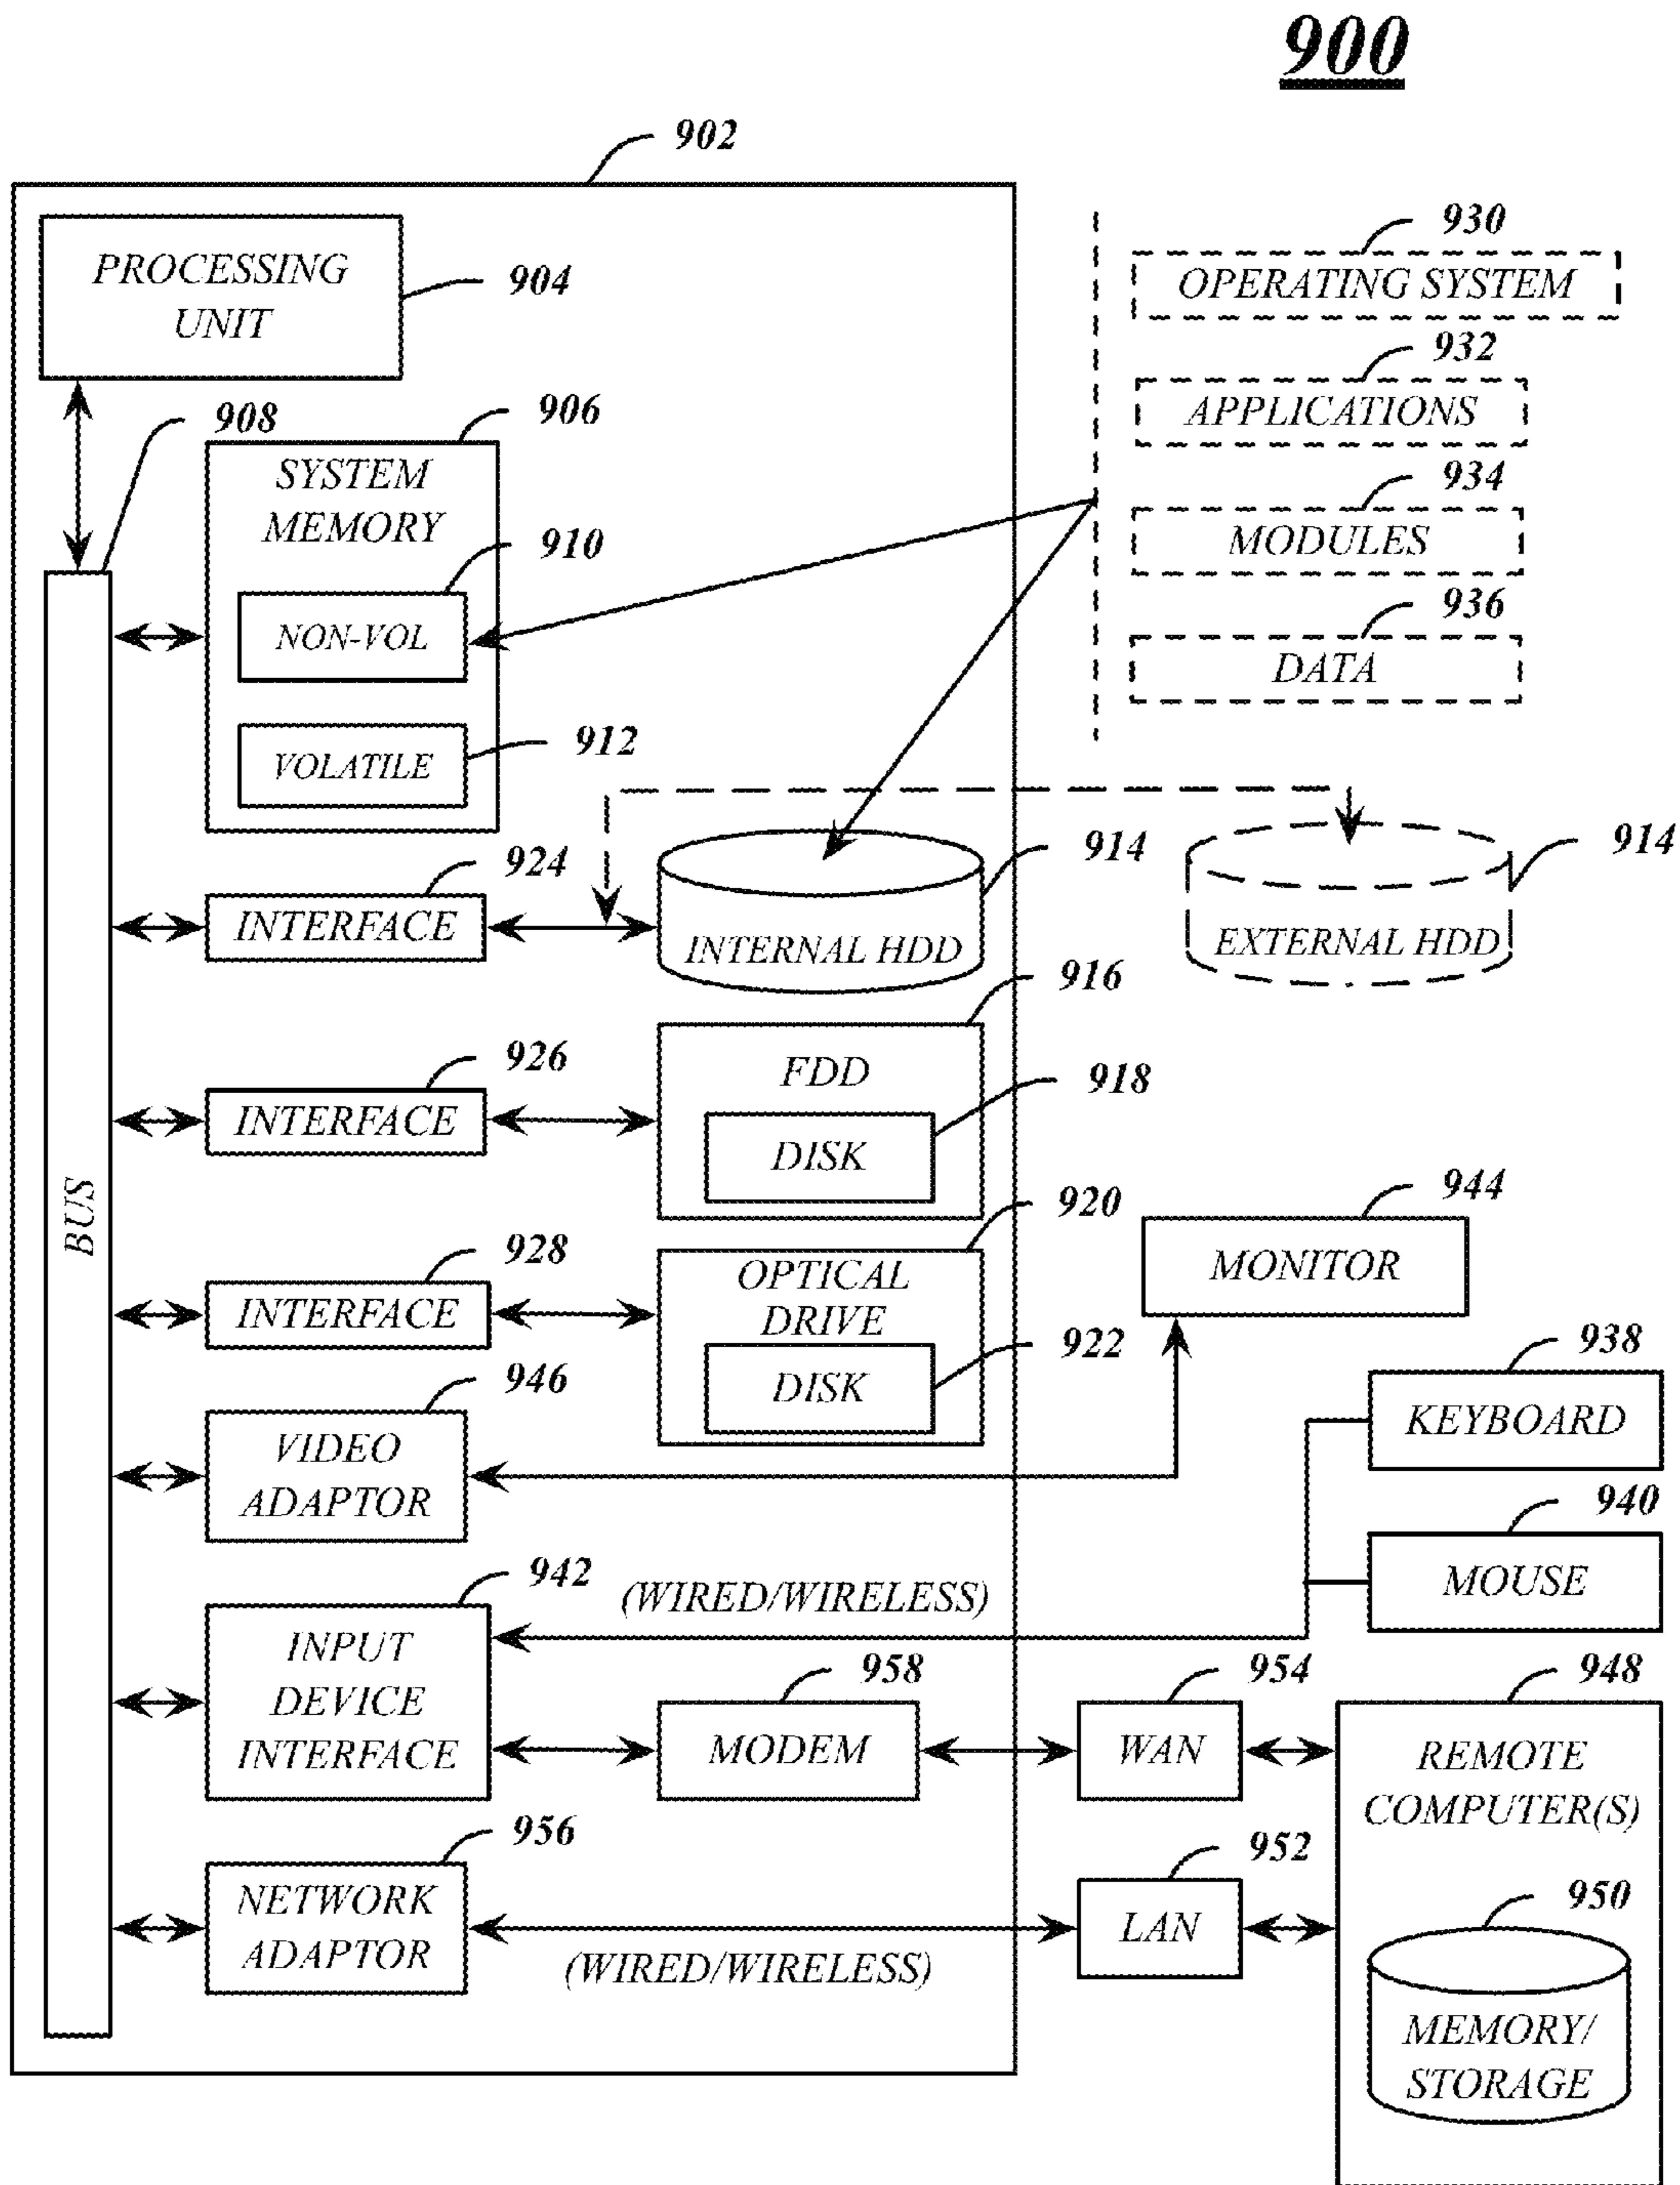 900
902
PROCESSING
UNIT
904
930
OPERATING SYSTEM
932
APPLICATIONS
934
MODULES
936
DATA
908
906
SYSTEM
MEMORY
910
NON-VOL
912
VOLATILE
924
INTERFACE
914
INTERNAL HDD
914
EXTERNAL HDD
916
FDD
918
DISK
926
INTERFACE
BUS
920
OPTICAL
DRIVE
922
DISK
928
INTERFACE
944
MONITOR
946
VIDEO
ADAPTOR
938
KEYBOARD
940
MOUSE
942
INPUT
DEVICE
INTERFACE
(WIRED/WIRELESS)
958
MODEM
954
WAN
948
REMOTE
COMPUTER(S)
956
NETWORK
ADAPTOR
(WIRED/WIRELESS)
952
LAN
950
MEMORY/
STORAGE